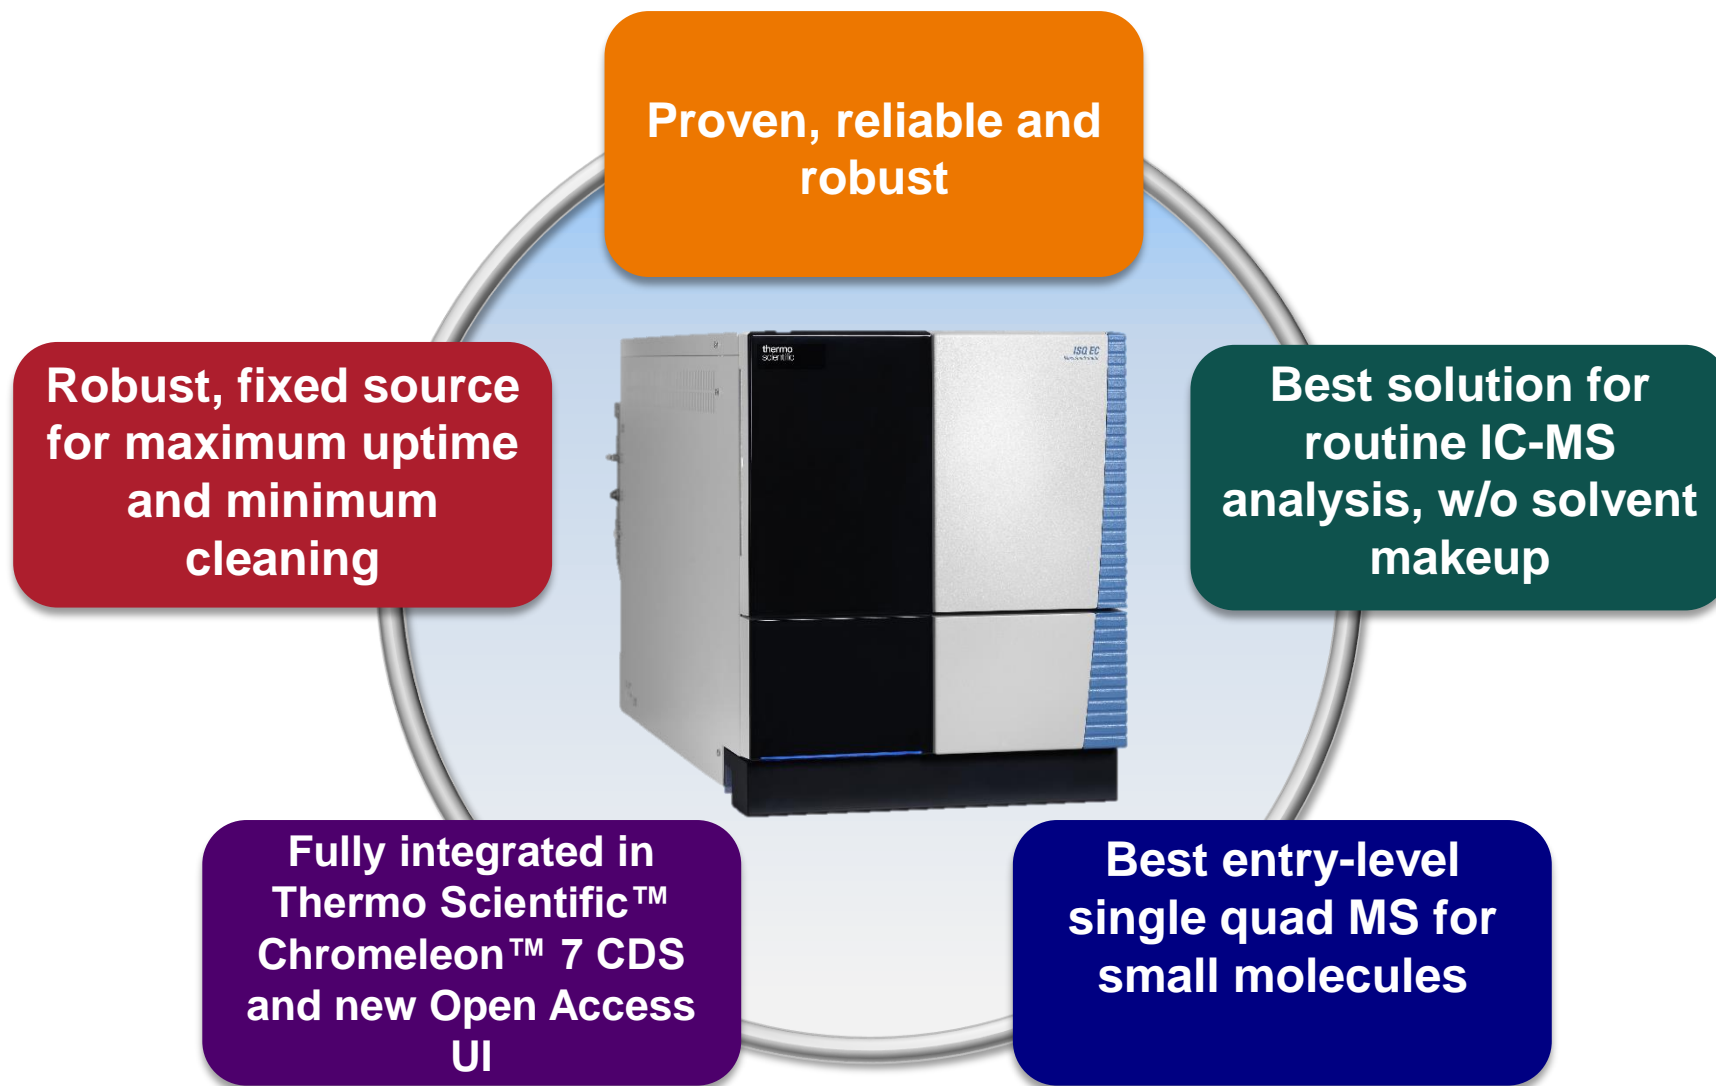 Proven, reliable and
robust
Robust, fixed source
for maximum uptime
and minimum
cleaning
thermo
scientific
ISQ EC
Best solution for
routine IC-MS
analysis, w/o solvent
makeup
Fully integrated in
Thermo Scientific™
Chromeleon™ 7 CDS
and new Open Access
UI
Best entry-level
single quad MS for
small molecules